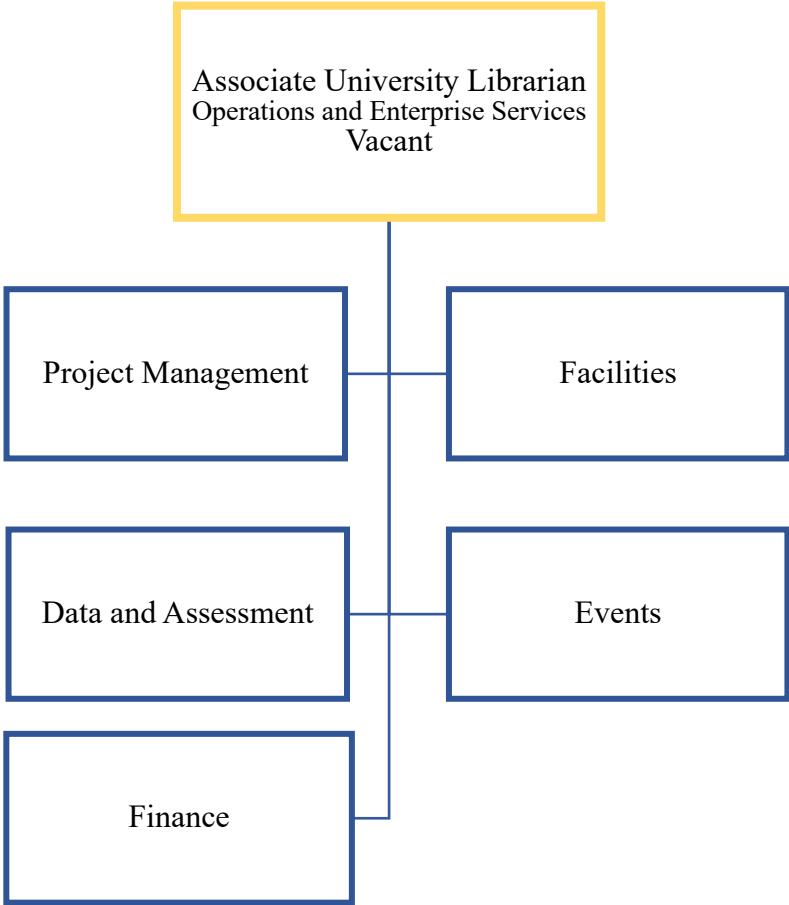 Associate University Librarian
Operations and Enterprise Services
Vacant
Project Management
Facilities
Data and Assessment
Events
Finance